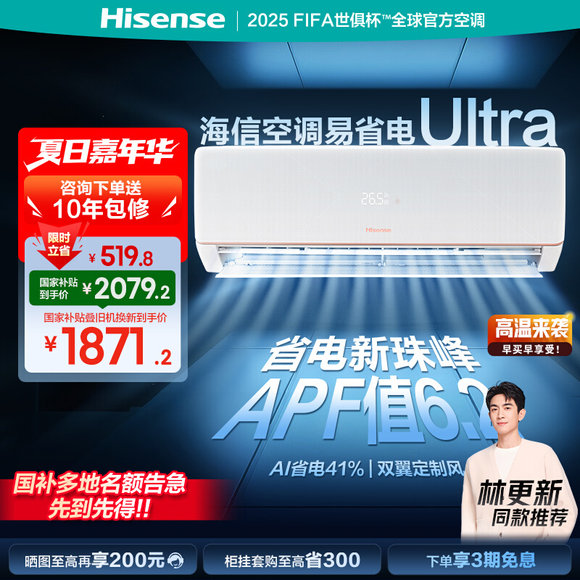 Hisense 2025 FIFA世俱杯™全球官方空调
海信空调易省电Ultra
夏日嘉年华
咨询下单送
10年包修
限时
立省
¥519.8
国家补贴
到手价
¥2079.2
国家补贴叠旧机换新到手价
¥1871.2
26.5
Hisense
高温来袭
早买早享受!
省电新珠峰
APF值6.2
AI省电41%|双翼定制风
国补多地名额告急
先到先得!!
林更新
同款推荐
晒图至高再享200元
柜挂套购至高省300
下单享3期免息